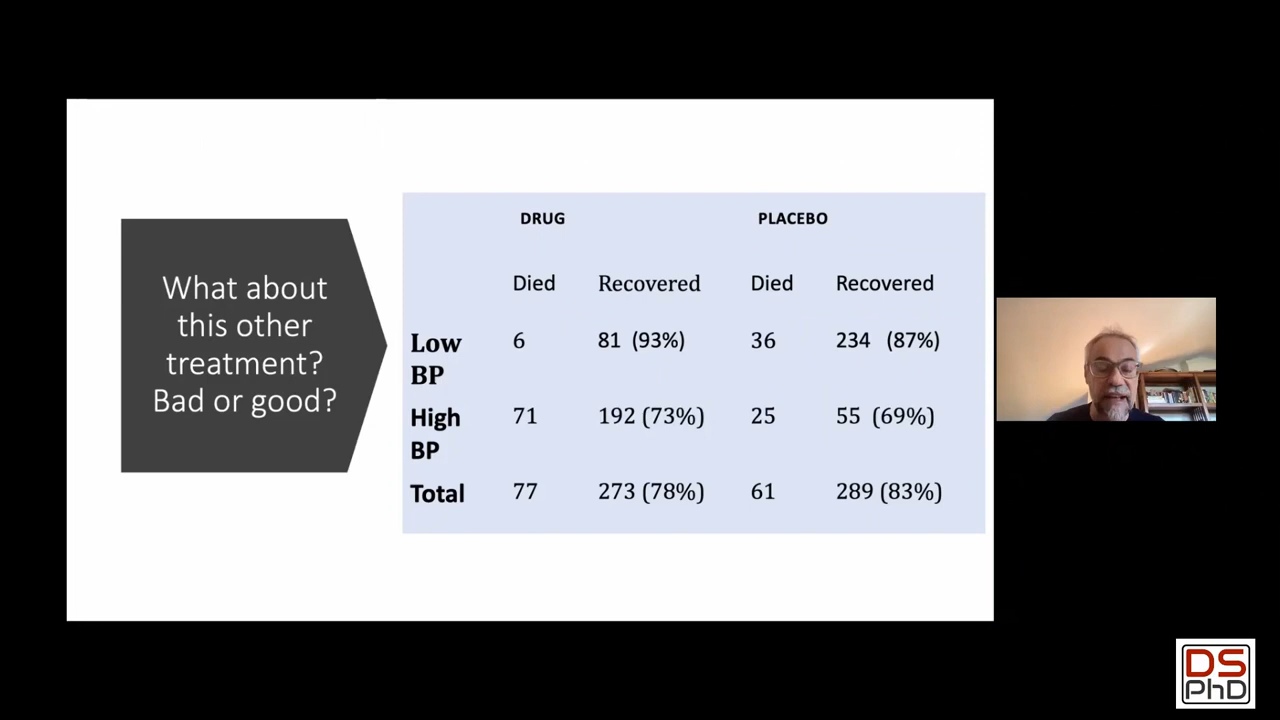 What about
this other
treatment?
Bad or good?
DRUG PLACEBO
Died Recovered Died Recovered
Low BP 6 81 (93%) 36 234 (87%)
High BP 71 192 (73%) 25 55 (69%)
Total 77 273 (78%) 61 289 (83%)
DS
PhD